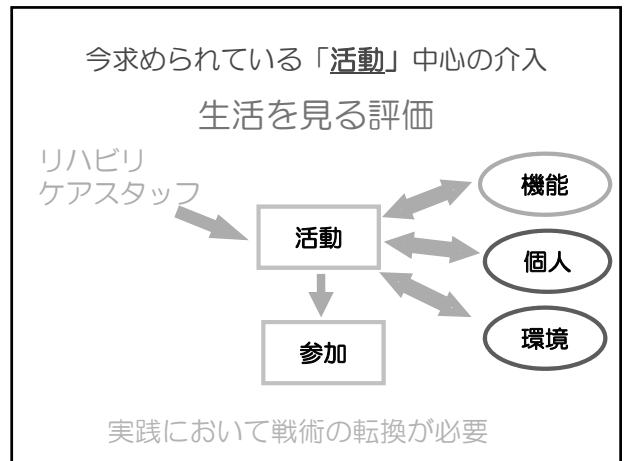 今求められている「活動」中心の介入
生活を見る評価
リハビリ
ケアスタッフ
機能
活動
個人
環境
参加
実践において戦術の転換が必要